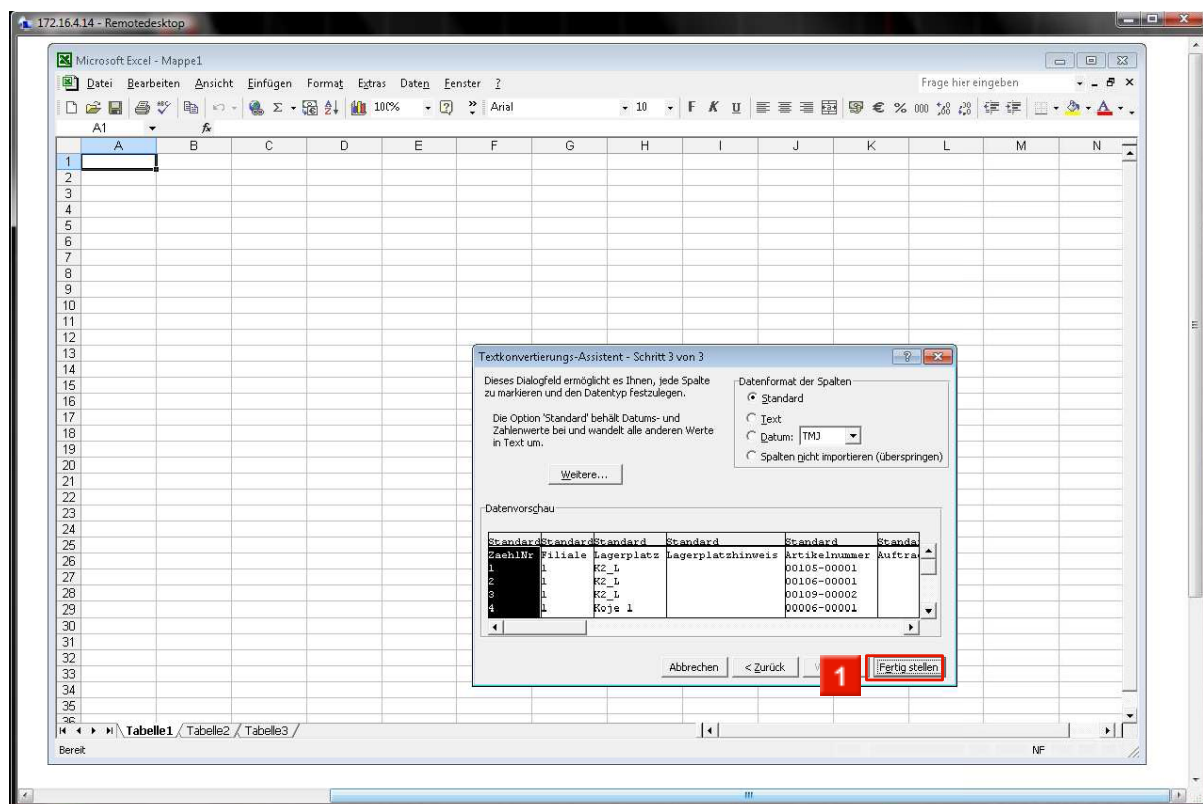 172.16.4.14 - Remotedesktop
Microsoft Excel - Mappe1
Datei Bearbeiten Ansicht Einfügen Format Extras Daten Fenster ?
Frage hier eingeben
100% Arial 10 F K U € % 000
A1 fx
A B C D E F G H I J K L M N
1
2
3
4
5
6
7
8
9
10
11
12
13
14
15
16
17
18
19
20
21
22
23
24
25
26
27
28
29
30
31
32
33
34
35
36
Textkonvertierungs-Assistent - Schritt 3 von 3
Dieses Dialogfeld ermöglicht es Ihnen, jede Spalte
zu markieren und den Datentyp festzulegen.
Die Option 'Standard' behält Datums- und
Zahlenwerte bei und wandelt alle anderen Werte
in Text um.
Weitere...
Datenformat der Spalten
Standard
Text
Datum: TMJ
Spalten nicht importieren (überspringen)
Datenvorschau
Standard Standard Standard Standard Standard Standa
ZaehlNr Filiale Lagerplatz Lagerplatzhinweis Artikelnummer Auftra
1 1 K2_L 00105-00001
2 1 K2_L 00106-00001
3 1 K2_L 00109-00002
4 1 Koje 1 00006-00001
Abbrechen < Zurück 1 Fertig stellen
Tabelle1 / Tabelle2 / Tabelle3 /
Bereit NF